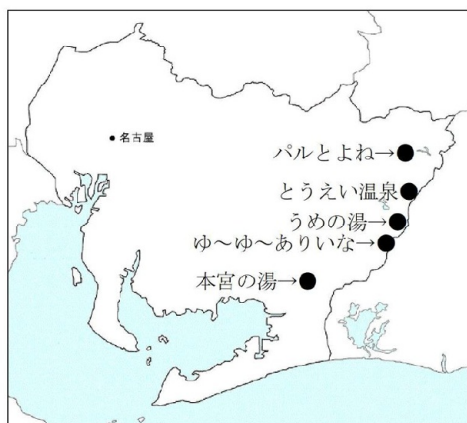 名古屋
パルとよね→
とうえい温泉
うめの湯→
ゆ〜ゆ〜ありいな→
本宮の湯→